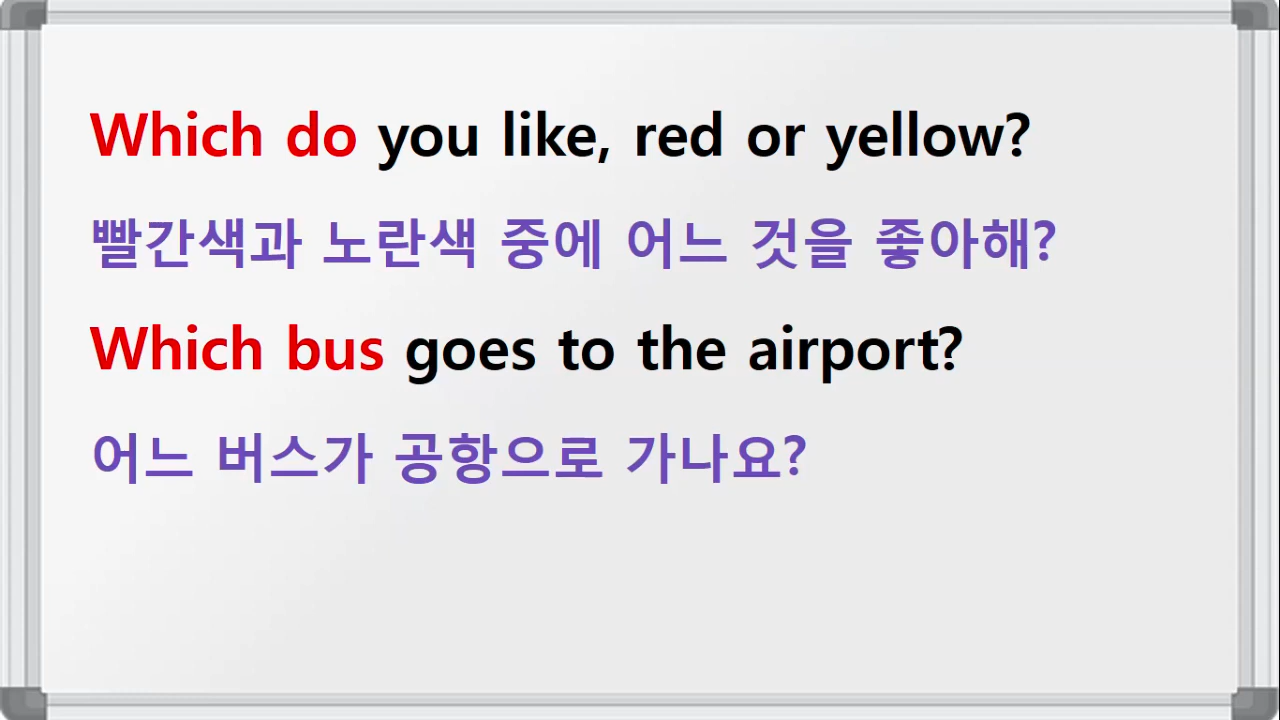 Which do you like, red or yellow?
빨간색과 노란색 중에 어느 것을 좋아해?
Which bus goes to the airport?
어느 버스가 공항으로 가나요?